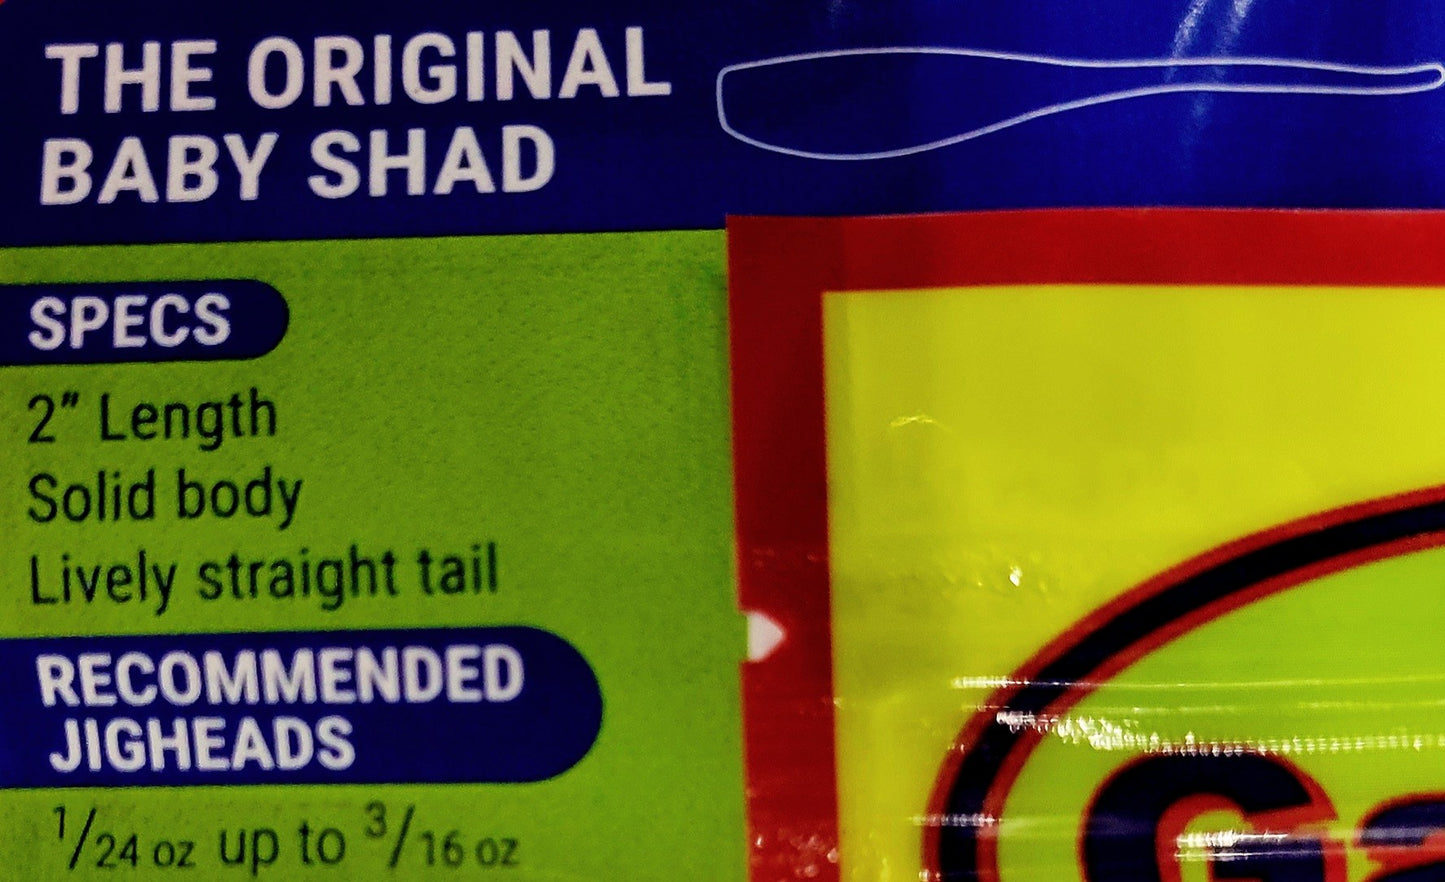 THE ORIGINAL
BABY SHAD
SPECS
2" Length
Solid body
Lively straight tail
RECOMMENDED
JIGHEADS
1/24 oz up to 3/16 oz
Ga